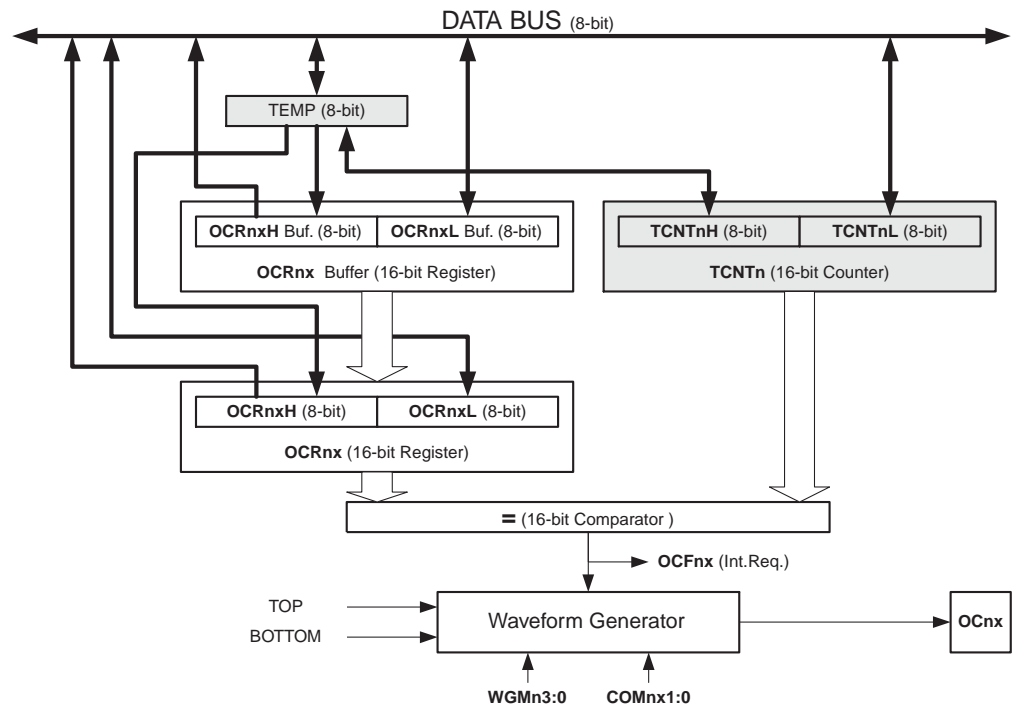 DATA BUS (8-bit)
TEMP (8-bit)
OCRnxH Buf. (8-bit)
OCRnxL Buf. (8-bit)
OCRnx Buffer (16-bit Register)
TCNTnH (8-bit)
TCNTnL (8-bit)
TCNTn (16-bit Counter)
OCRnxH (8-bit)
OCRnxL (8-bit)
OCRnx (16-bit Register)
= (16-bit Comparator )
OCFnx (Int.Req.)
TOP
BOTTOM
Waveform Generator
OCnx
WGMn3:0
COMnx1:0